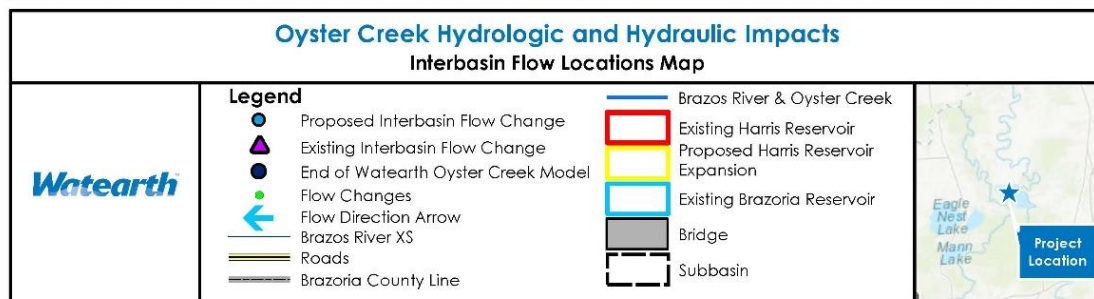 Oyster Creek Hydrologic and Hydraulic Impacts
Interbasin Flow Locations Map
Watearth
Legend
Proposed Interbasin Flow Change
Existing Interbasin Flow Change
End of Watearth Oyster Creek Model
Flow Changes
Flow Direction Arrow
Brazos River XS
Roads
Brazoria County Line
Brazos River & Oyster Creek
Existing Harris Reservoir
Proposed Harris Reservoir
Expansion
Existing Brazoria Reservoir
Bridge
Subbasin
Eagle
Nest
Lake
Mann
Lake
Project
Location